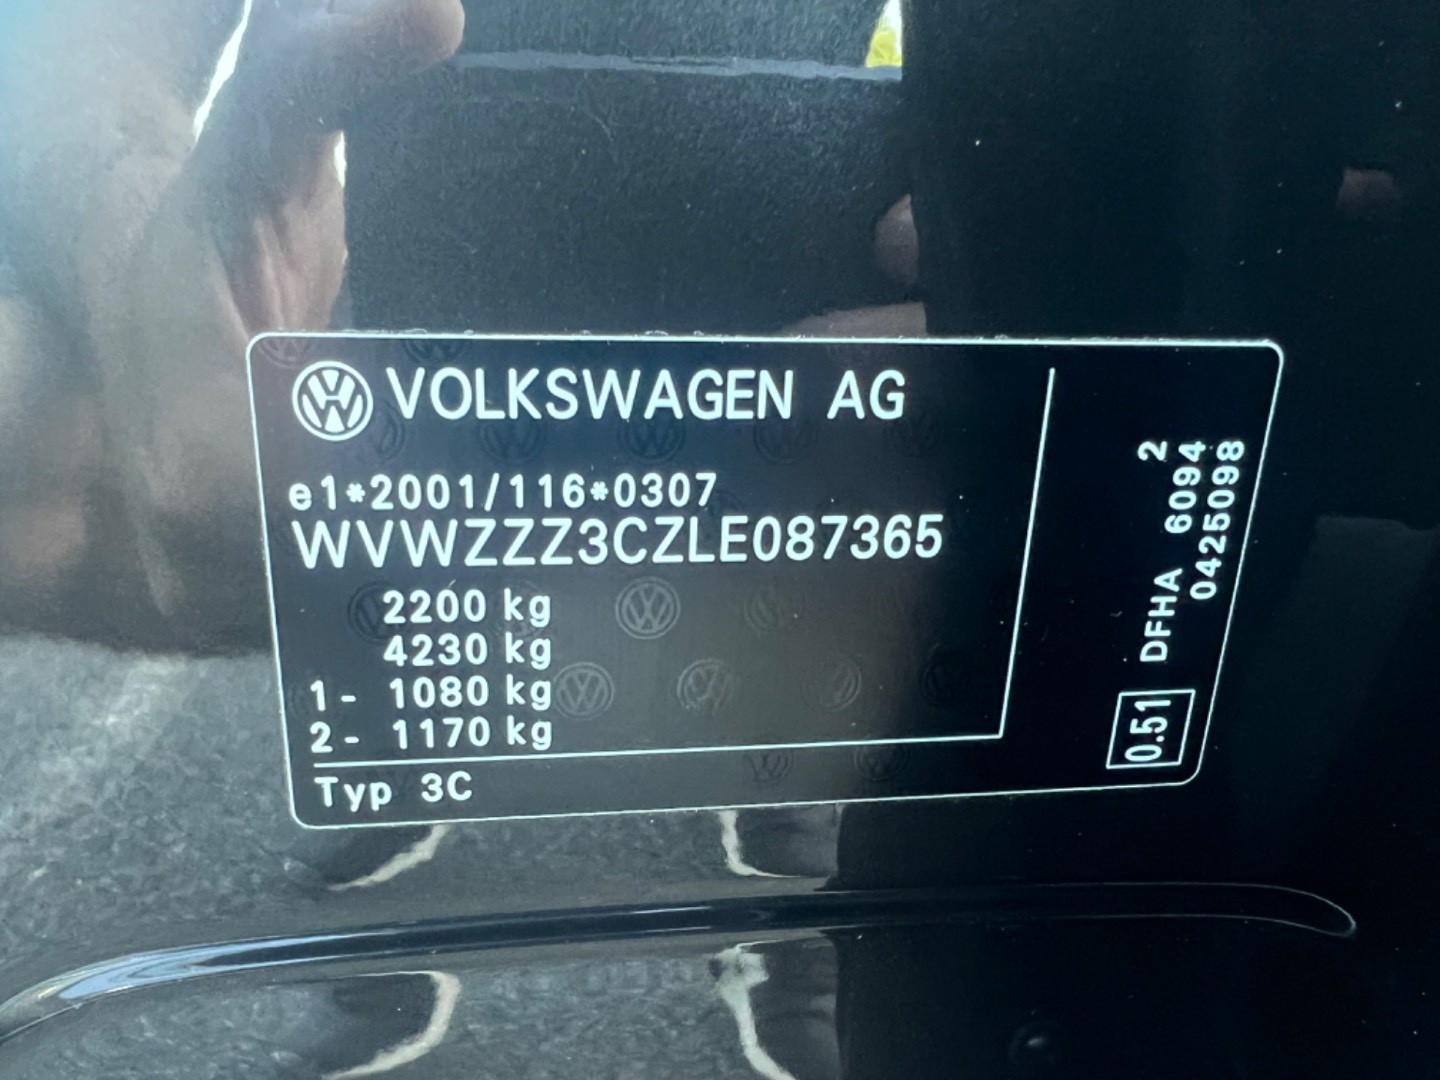 VOLKSWAGEN AG
e1*2001/116*0307
WVWZZZ3CZLE087365
2200 kg
4230 kg
1- 1080 kg
2- 1170 kg
Typ 3C
0.51
DFHA 6094 2
0425098